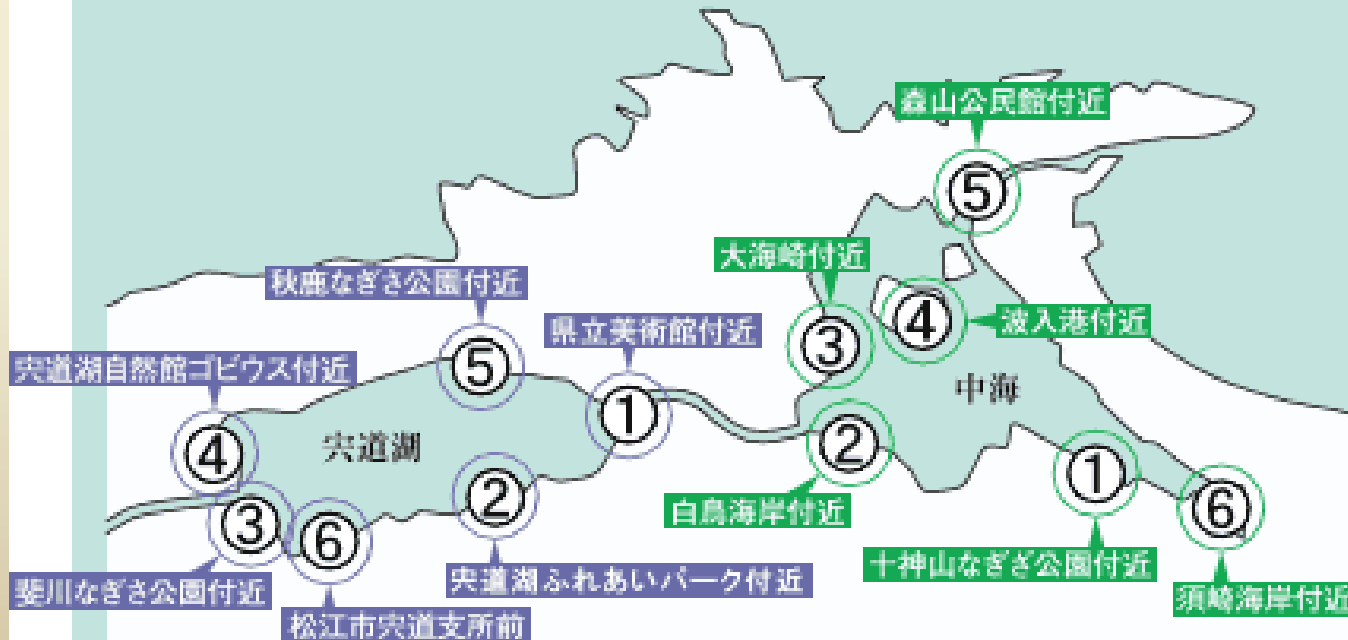 森山公民館付近
⑤
大海崎付近
秋鹿なぎさ公園付近
④
波入港付近
県立美術館付近
③
宍道湖自然館ゴビウス付近
⑤
中海
①
宍道湖
②
④
①
②
⑥
白鳥海岸付近
③
⑥
十神山なぎさ公園付近
宍道湖ふれあいパーク付近
斐川なぎさ公園付近
須崎海岸付近
松江市宍道支所前